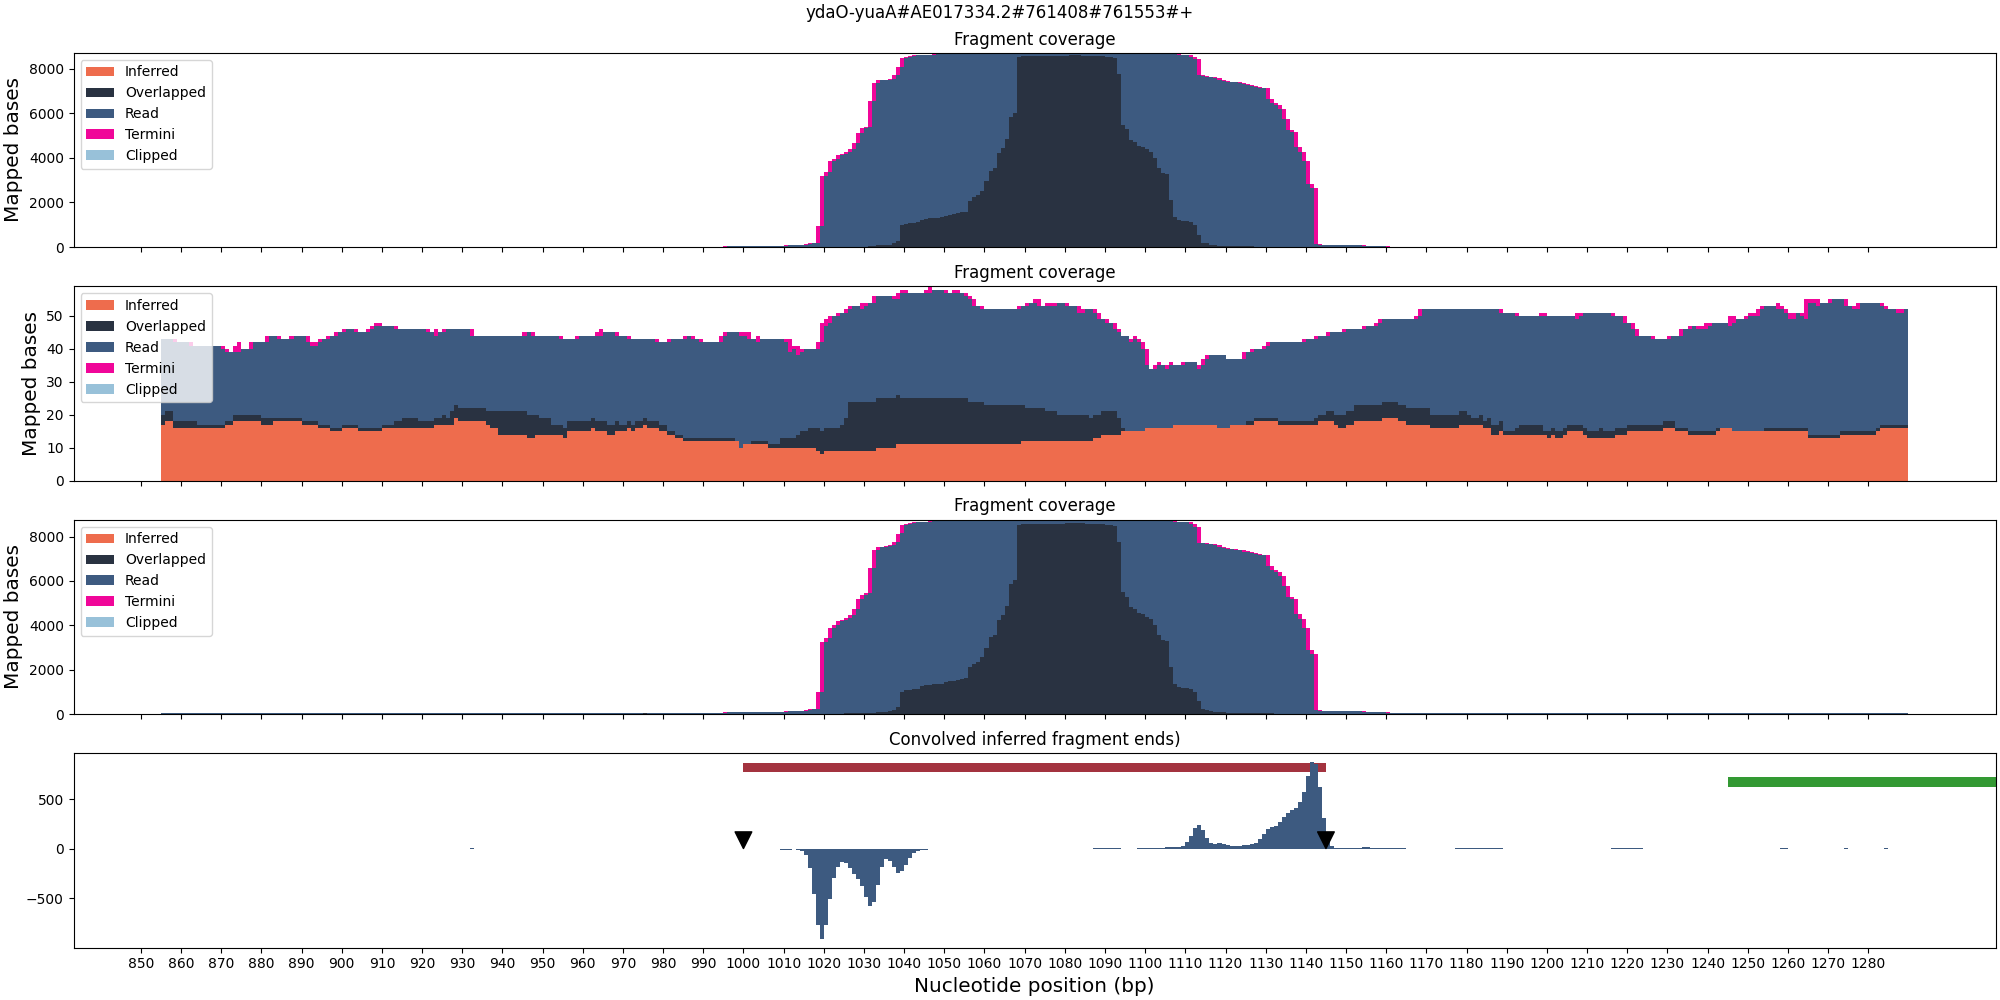 ydaO-yuaA#AE017334.2#761408#761553#+
Fragment coverage
Mapped bases
8000
6000
4000
2000
0
Inferred
Overlapped
Read
Termini
Clipped
Fragment coverage
Mapped bases
50
40
30
20
10
0
Inferred
Overlapped
Read
Termini
Clipped
Fragment coverage
Mapped bases
8000
6000
4000
2000
0
Inferred
Overlapped
Read
Termini
Clipped
Convolved inferred fragment ends)
500
0
−500
850 860 870 880 890 900 910 920 930 940 950 960 970 980 990 1000 1010 1020 1030 1040 1050 1060 1070 1080 1090 1100 1110 1120 1130 1140 1150 1160 1170 1180 1190 1200 1210 1220 1230 1240 1250 1260 1270 1280
Nucleotide position (bp)